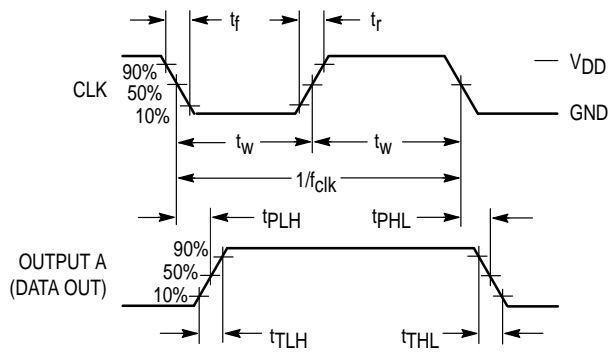 tf
tr
VDD
90%
CLK
50%
10%
GND
tw
tw
1/fclk
tPLH
tPHL
OUTPUT A
(DATA OUT)
90%
50%
10%
tTLH
tTHL